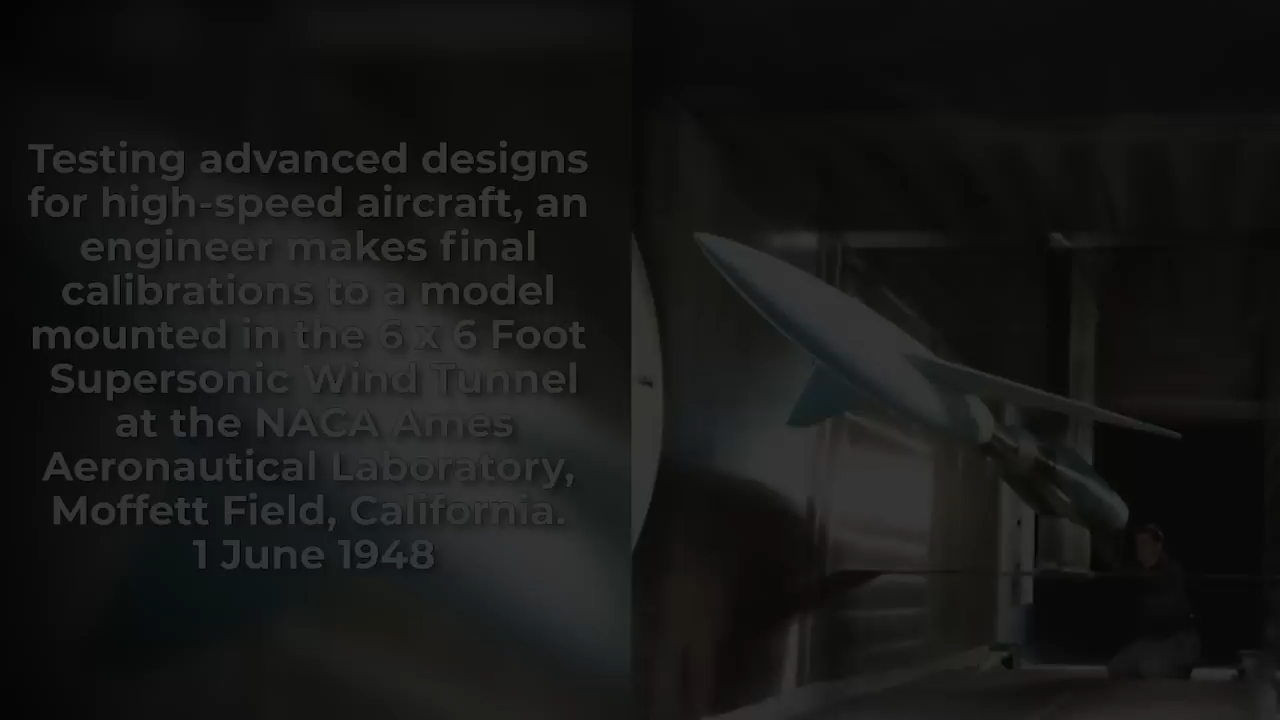 Testing advanced designs
for high-speed aircraft, an
engineer makes final
calibrations to a model
mounted in the 6 x 6 Foot
Supersonic Wind Tunnel
at the NACA Ames
Aeronautical Laboratory,
Moffett Field, California.
1 June 1948